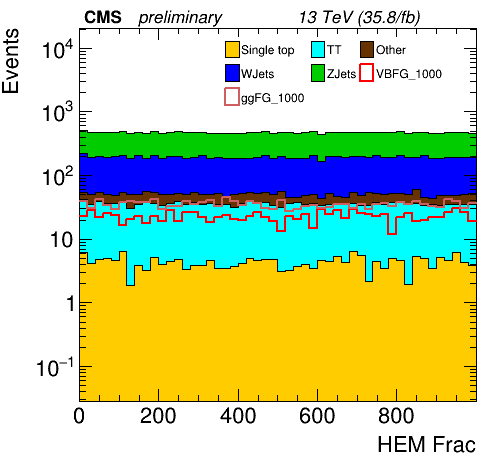 CMS preliminary 13 TeV (35.8/fb)
Events
Single top TT Other
WJets ZJets VBFG_1000
ggFG_1000
10^4
10^3
10^2
10
1
10^−1
0 200 400 600 800
HEM Frac